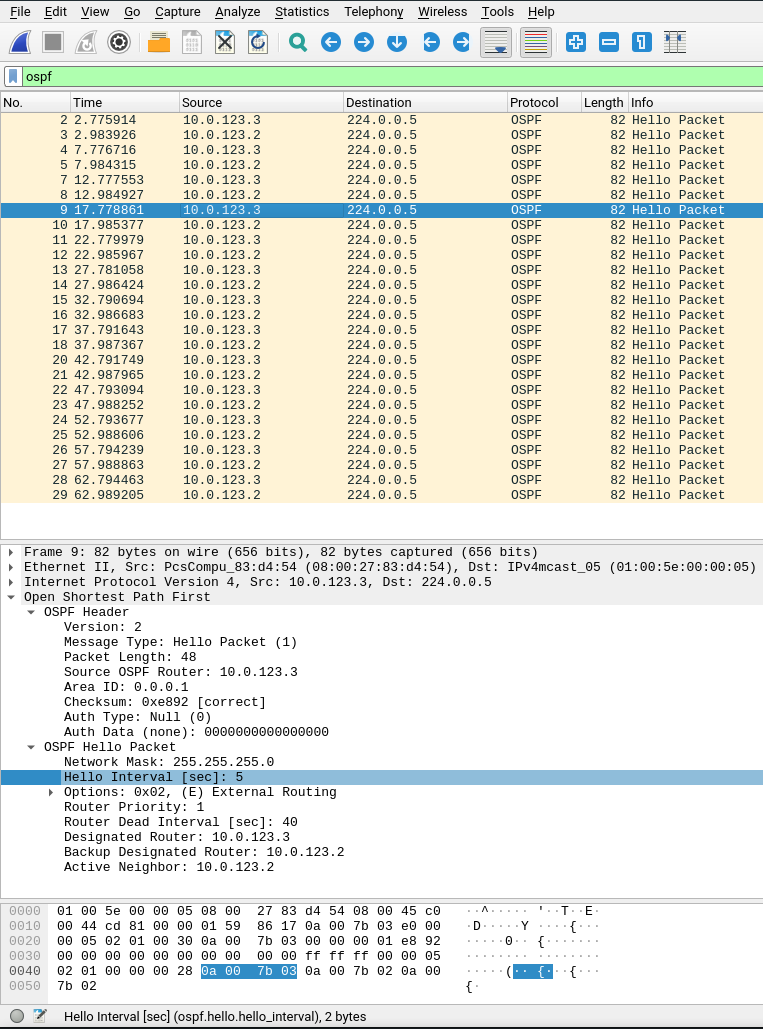 File Edit View Go Capture Analyze Statistics Telephony Wireless Tools Help
ospf
No. Time Source Destination Protocol Length Info
2 2.775914 10.0.123.3 224.0.0.5 OSPF 82 Hello Packet
3 2.983926 10.0.123.2 224.0.0.5 OSPF 82 Hello Packet
4 7.776716 10.0.123.3 224.0.0.5 OSPF 82 Hello Packet
5 7.984315 10.0.123.2 224.0.0.5 OSPF 82 Hello Packet
7 12.777553 10.0.123.3 224.0.0.5 OSPF 82 Hello Packet
8 12.984927 10.0.123.2 224.0.0.5 OSPF 82 Hello Packet
9 17.778861 10.0.123.3 224.0.0.5 OSPF 82 Hello Packet
10 17.985377 10.0.123.2 224.0.0.5 OSPF 82 Hello Packet
11 22.779979 10.0.123.3 224.0.0.5 OSPF 82 Hello Packet
12 22.985967 10.0.123.2 224.0.0.5 OSPF 82 Hello Packet
13 27.781058 10.0.123.3 224.0.0.5 OSPF 82 Hello Packet
14 27.986424 10.0.123.2 224.0.0.5 OSPF 82 Hello Packet
15 32.790694 10.0.123.3 224.0.0.5 OSPF 82 Hello Packet
16 32.986683 10.0.123.2 224.0.0.5 OSPF 82 Hello Packet
17 37.791643 10.0.123.3 224.0.0.5 OSPF 82 Hello Packet
18 37.987367 10.0.123.2 224.0.0.5 OSPF 82 Hello Packet
20 42.791749 10.0.123.3 224.0.0.5 OSPF 82 Hello Packet
21 42.987965 10.0.123.2 224.0.0.5 OSPF 82 Hello Packet
22 47.793094 10.0.123.3 224.0.0.5 OSPF 82 Hello Packet
23 47.988252 10.0.123.2 224.0.0.5 OSPF 82 Hello Packet
24 52.793677 10.0.123.3 224.0.0.5 OSPF 82 Hello Packet
25 52.988606 10.0.123.2 224.0.0.5 OSPF 82 Hello Packet
26 57.794239 10.0.123.3 224.0.0.5 OSPF 82 Hello Packet
27 57.988863 10.0.123.2 224.0.0.5 OSPF 82 Hello Packet
28 62.794463 10.0.123.3 224.0.0.5 OSPF 82 Hello Packet
29 62.989205 10.0.123.2 224.0.0.5 OSPF 82 Hello Packet
Frame 9: 82 bytes on wire (656 bits), 82 bytes captured (656 bits)
Ethernet II, Src: PcsCompu_83:d4:54 (08:00:27:83:d4:54), Dst: IPv4mcast_05 (01:00:5e:00:00:05)
Internet Protocol Version 4, Src: 10.0.123.3, Dst: 224.0.0.5
Open Shortest Path First
OSPF Header
Version: 2
Message Type: Hello Packet (1)
Packet Length: 48
Source OSPF Router: 10.0.123.3
Area ID: 0.0.0.1
Checksum: 0xe892 [correct]
Auth Type: Null (0)
Auth Data (none): 0000000000000000
OSPF Hello Packet
Network Mask: 255.255.255.0
Hello Interval [sec]: 5
Options: 0x02, (E) External Routing
Router Priority: 1
Router Dead Interval [sec]: 40
Designated Router: 10.0.123.3
Backup Designated Router: 10.0.123.2
Active Neighbor: 10.0.123.2
0000 01 00 5e 00 00 05 08 00 27 83 d4 54 08 00 45 c0 ··^····· '··T··E·
0010 00 44 cd 81 00 00 01 59 86 17 0a 00 7b 03 e0 00 ·D·····Y ····{···
0020 00 05 02 01 00 30 0a 00 7b 03 00 00 00 01 e8 92 ·····0·· {·······
0030 00 00 00 00 00 00 00 00 00 00 ff ff ff 00 00 05 ········ ········
0040 02 01 00 00 00 28 0a 00 7b 03 0a 00 7b 02 0a 00 ·····(·· {···{···
0050 7b 02 {·
Hello Interval [sec] (ospf.hello.hello_interval), 2 bytes